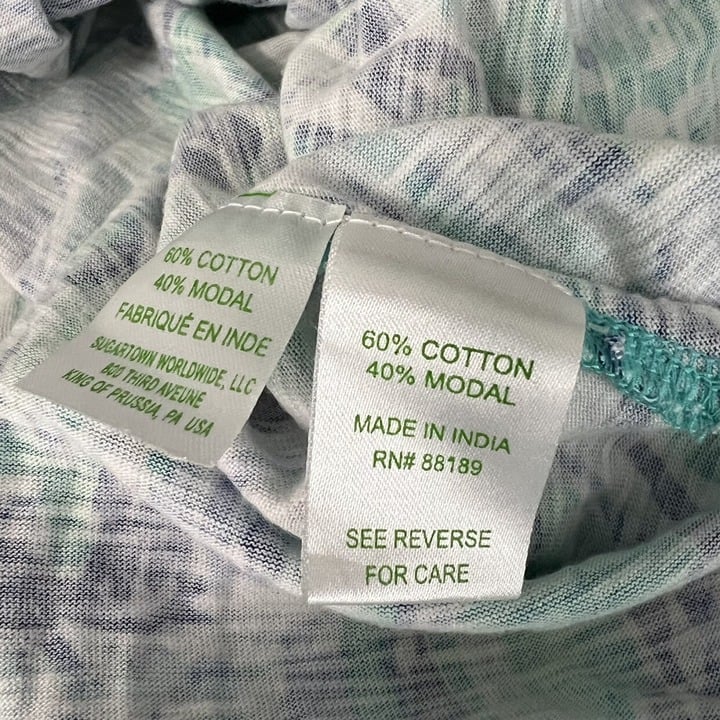 60% COTTON
40% MODAL
FABRIQUÉ EN INDE
SUGARTOWN WORLDWIDE, LLC
800 THIRD AVEUNE
KING OF PRUSSIA, PA USA
60% COTTON
40% MODAL
MADE IN INDIA
RN# 88189
SEE REVERSE
FOR CARE